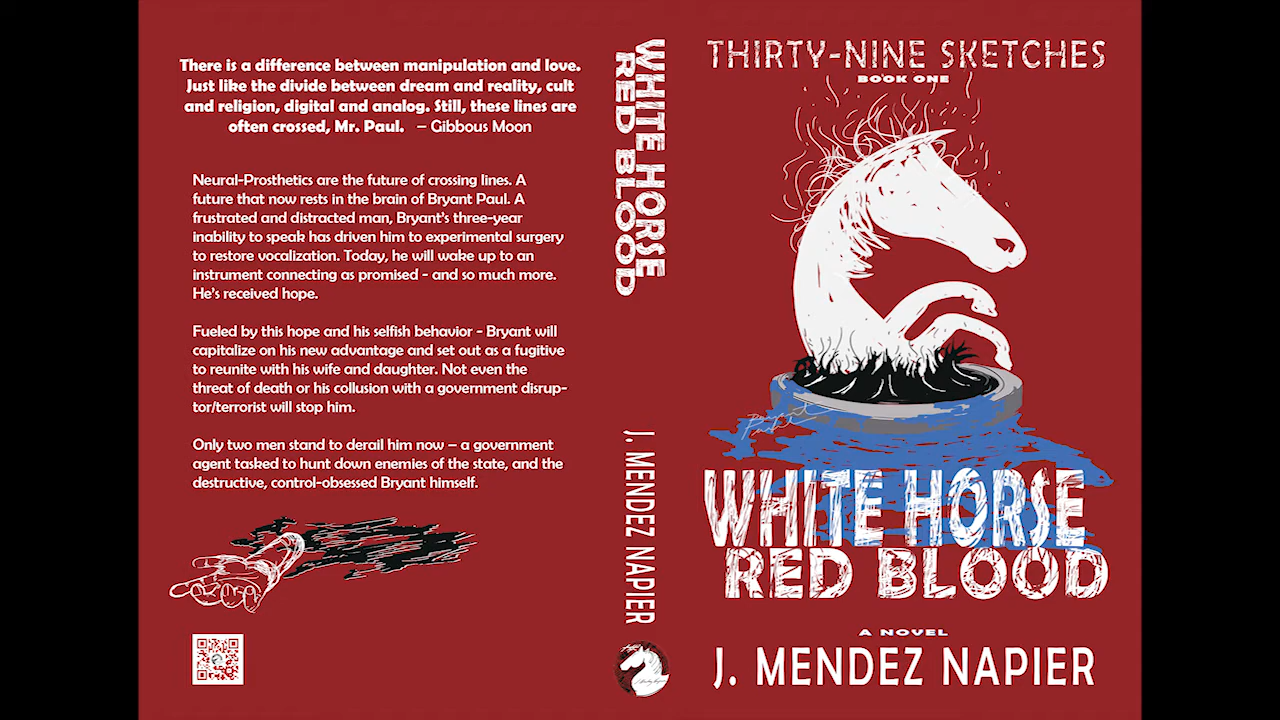 There is a difference between manipulation and love.
Just like the divide between dream and reality, cult
and religion, digital and analog. Still, these lines are
often crossed, Mr. Paul. – Gibbous Moon
Neural-Prosthetics are the future of crossing lines. A
future that now rests in the brain of Bryant Paul. A
frustrated and distracted man, Bryant's three-year
inability to speak has driven him to experimental surgery
to restore vocalization. Today, he will wake up to an
instrument connecting as promised - and so much more.
He's received hope.
Fueled by this hope and his selfish behavior - Bryant will
capitalize on his new advantage and set out as a fugitive
to reunite with his wife and daughter. Not even the
threat of death or his collusion with a government disrup-
tor/terrorist will stop him.
Only two men stand to derail him now – a government
agent tasked to hunt down enemies of the state, and the
destructive, control-obsessed Bryant himself.
WHITE HORSE
RED BLOOD
J. MENDEZ NAPIER
THIRTY-NINE SKETCHES
BOOK ONE
WHITE HORSE
RED BLOOD
A NOVEL
J. MENDEZ NAPIER